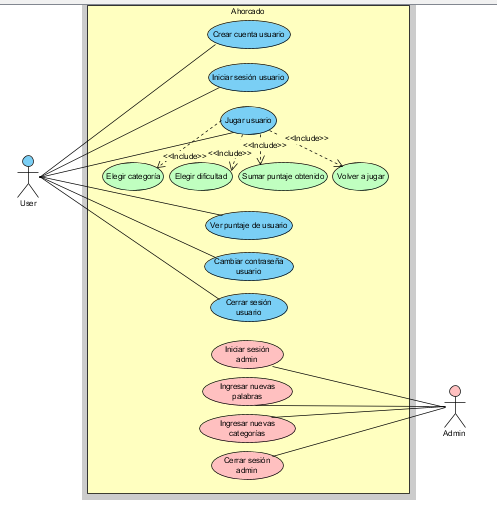 Ahorcado
Crear cuenta usuario
Iniciar sesión usuario
Jugar usuario
<<Include>>
<<Include>>
<<Include>>
<<Include>>
Elegir categoría
Elegir dificultad
Sumar puntaje obtenido
Volver a jugar
User
Ver puntaje de usuario
Cambiar contraseña
usuario
Cerrar sesión
usuario
Iniciar sesión
admin
Ingresar nuevas
palabras
Ingresar nuevas
categorías
Admin
Cerrar sesión
admin